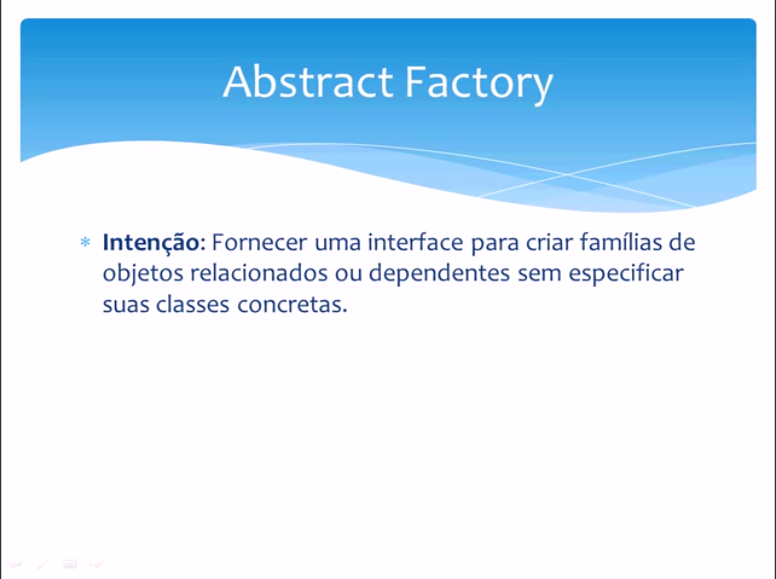 Abstract Factory
* Intenção: Fornecer uma interface para criar famílias de
objetos relacionados ou dependentes sem especificar
suas classes concretas.